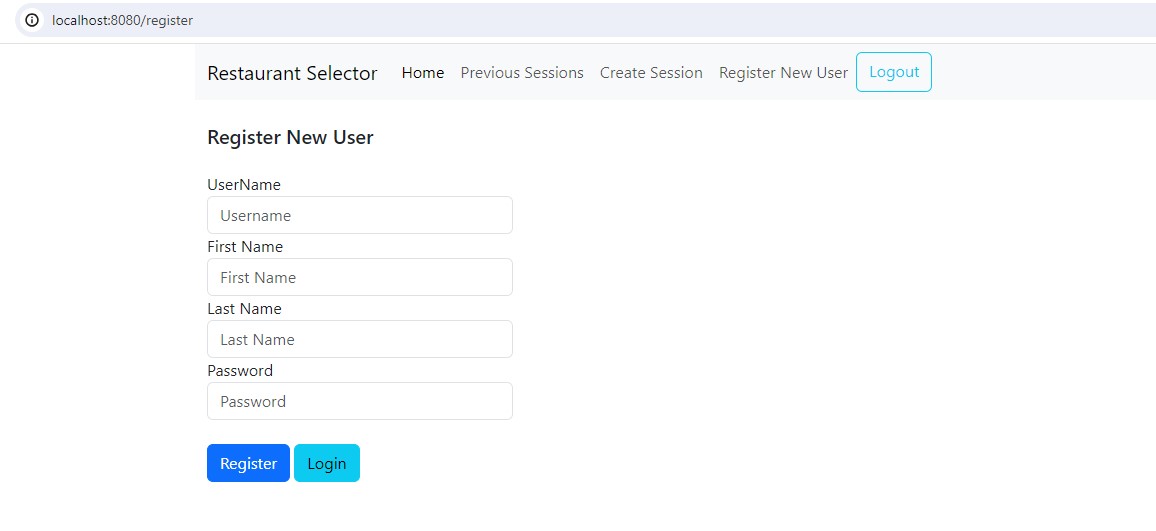 localhost:8080/register
Restaurant Selector Home Previous Sessions Create Session Register New User Logout
Register New User
UserName
Username
First Name
First Name
Last Name
Last Name
Password
Password
Register Login